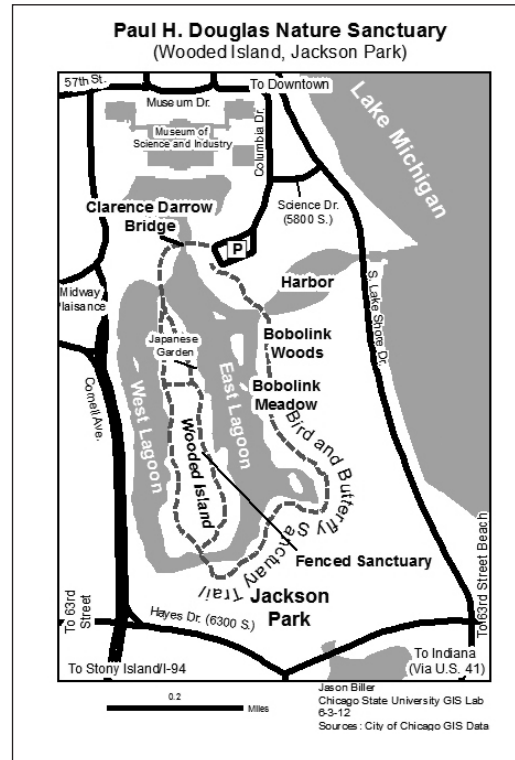 Paul H. Douglas Nature Sanctuary
(Wooded Island, Jackson Park)
57th St.
To Downtown
Museum Dr.
Museum of
Science and Industry
Columbia Dr.
Lake Michigan
Science Dr.
(5800 S.)
Clarence Darrow
Bridge
P
Harbor
S. Lake Shore Dr.
Midway
Plaisance
Japanese
Garden
Bobolink
Woods
Bobolink
Meadow
Cornell Ave.
West Lagoon
East Lagoon
Wooded Island
Bird and Butterfly Sanctuary Trail
Fenced Sanctuary
Jackson
Park
To 63rd
Street
Hayes Dr. (6300 S.)
To 63rd Street Beach
To Stony Island/I-94
To Indiana
(Via U.S. 41)
0.2
Miles
Jason Biller
Chicago State University GIS Lab
6-3-12
Sources: City of Chicago GIS Data